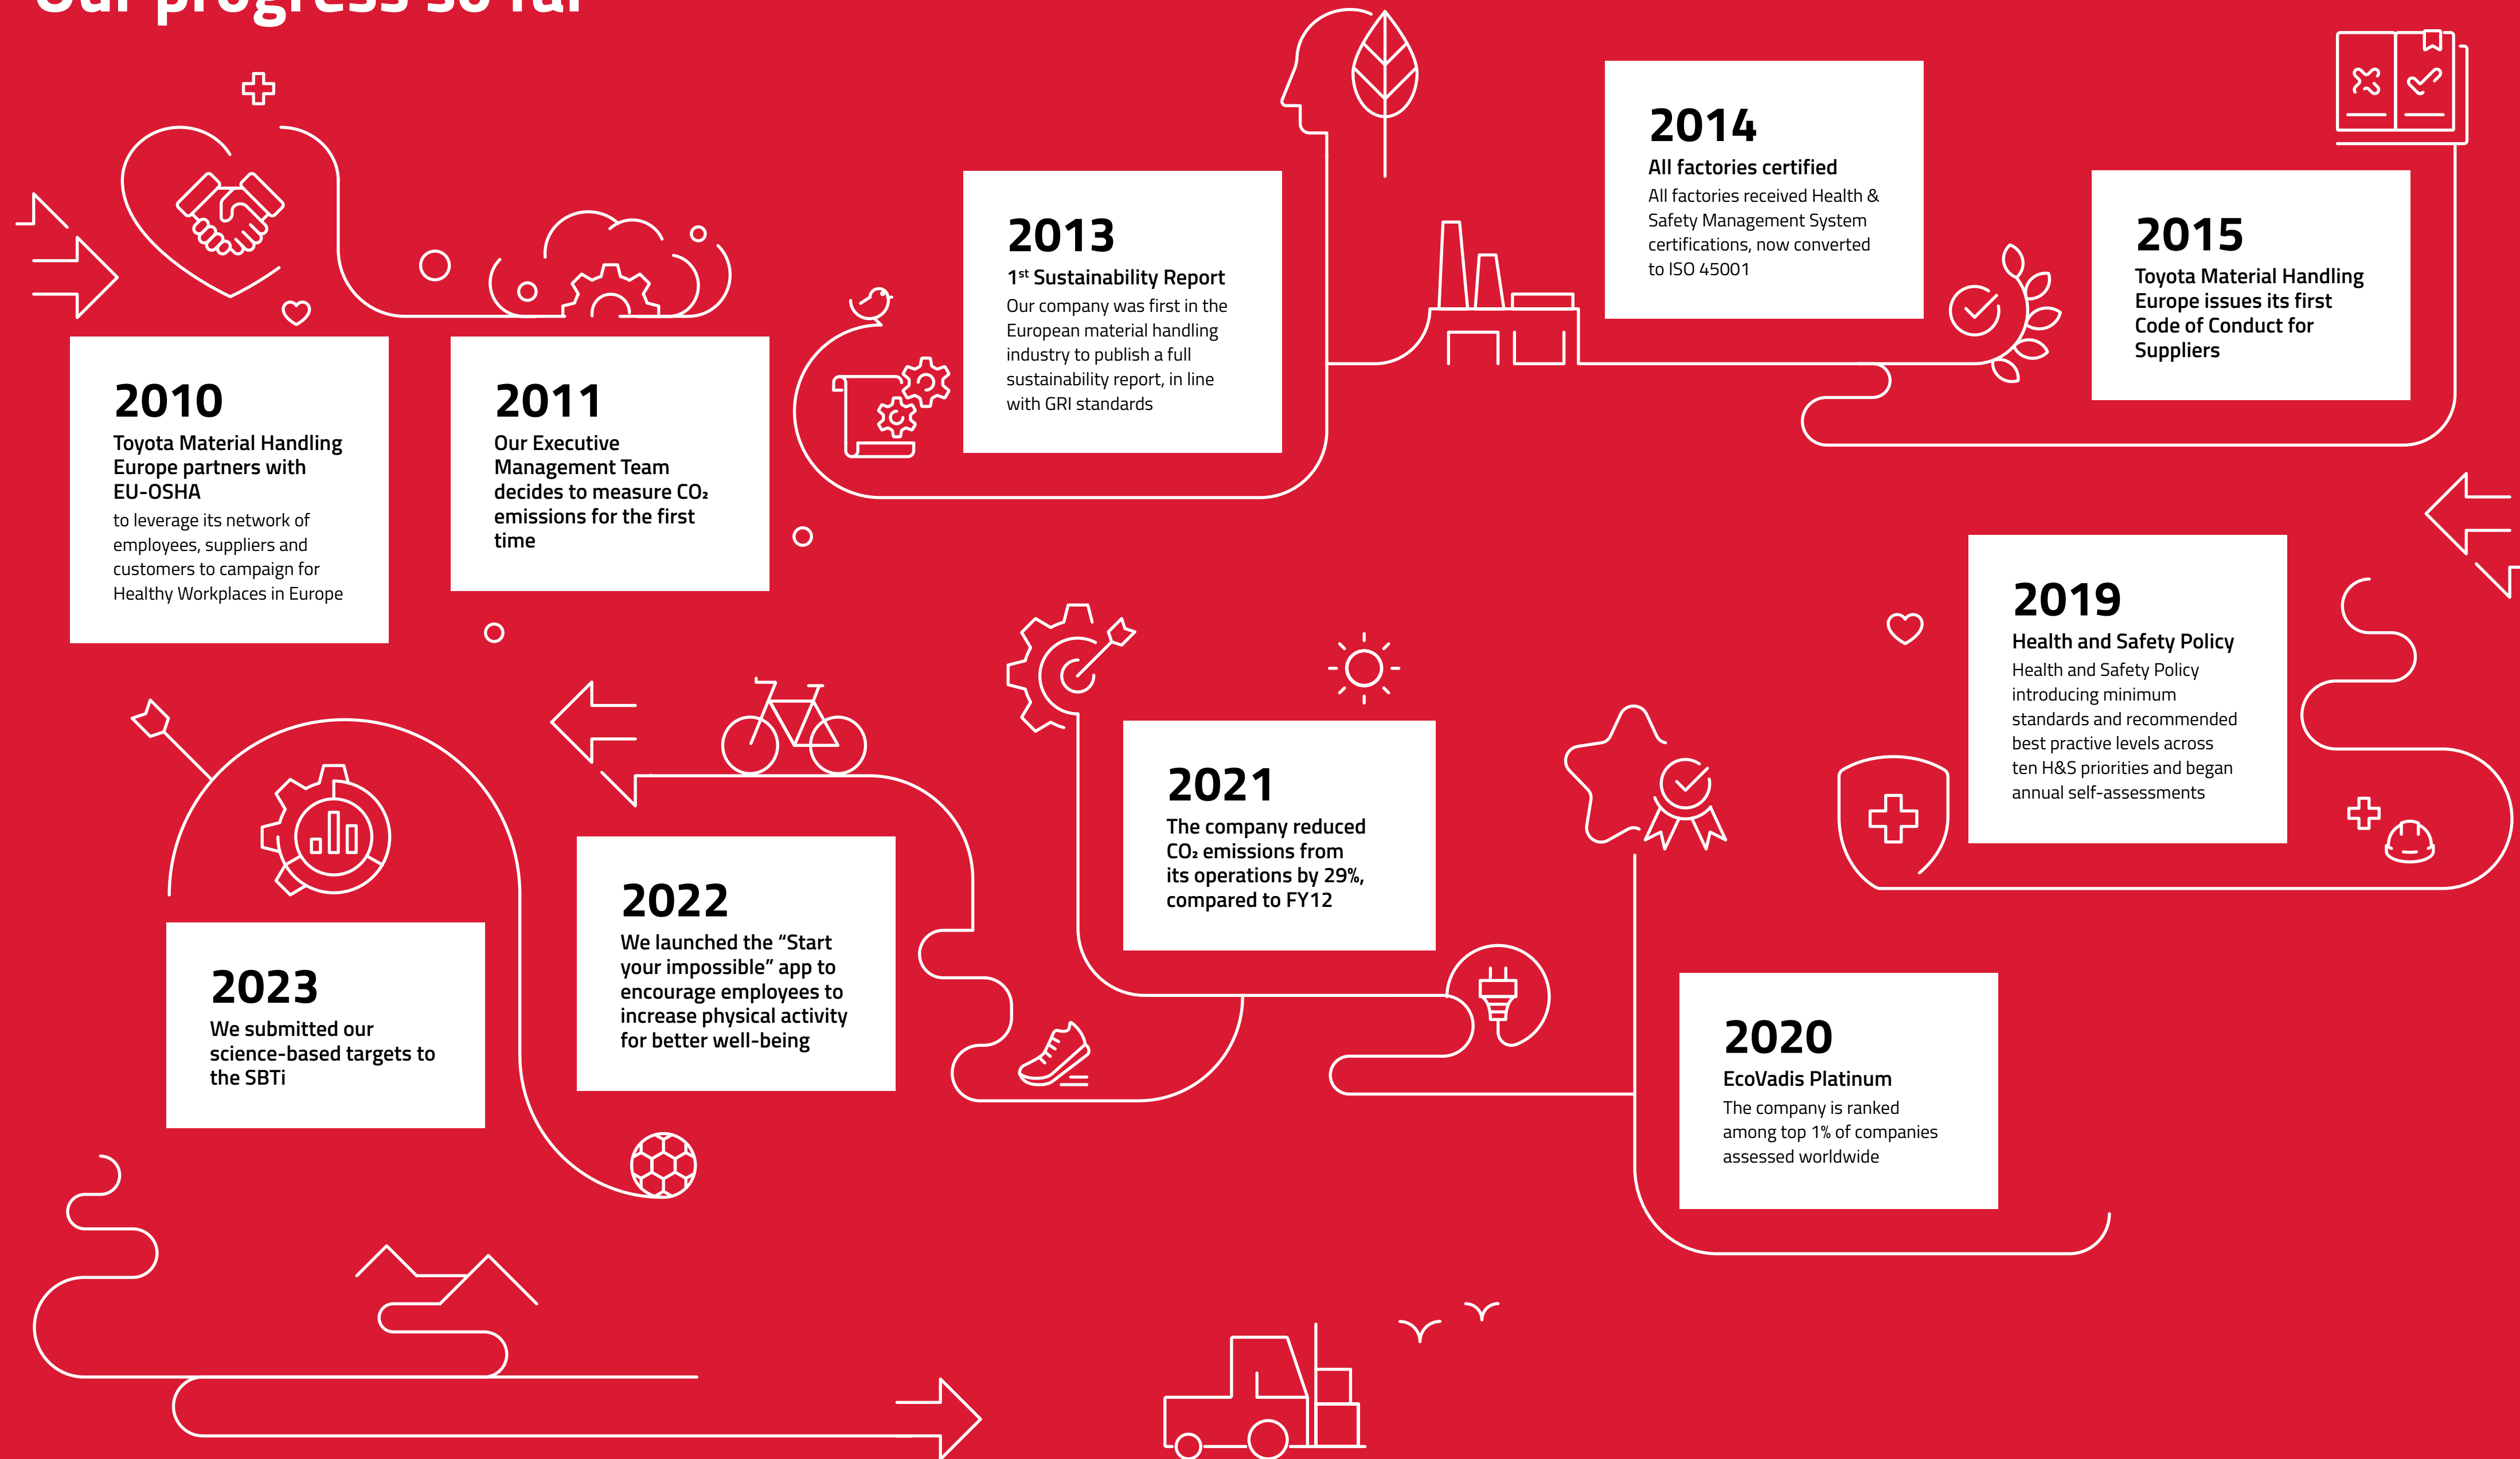 Our progress so far
2010
Toyota Material Handling
Europe partners with
EU-OSHA
to leverage its network of
employees, suppliers and
customers to campaign for
Healthy Workplaces in Europe
2011
Our Executive
Management Team
decides to measure CO₂
emissions for the first
time
2013
1ˢᵗ Sustainability Report
Our company was first in the
European material handling
industry to publish a full
sustainability report, in line
with GRI standards
2014
All factories certified
All factories received Health &
Safety Management System
certifications, now converted
to ISO 45001
2015
Toyota Material Handling
Europe issues its first
Code of Conduct for
Suppliers
2019
Health and Safety Policy
Health and Safety Policy
introducing minimum
standards and recommended
best practive levels across
ten H&S priorities and began
annual self-assessments
2020
EcoVadis Platinum
The company is ranked
among top 1% of companies
assessed worldwide
2021
The company reduced
CO₂ emissions from
its operations by 29%,
compared to FY12
2022
We launched the “Start
your impossible” app to
encourage employees to
increase physical activity
for better well-being
2023
We submitted our
science-based targets to
the SBTi